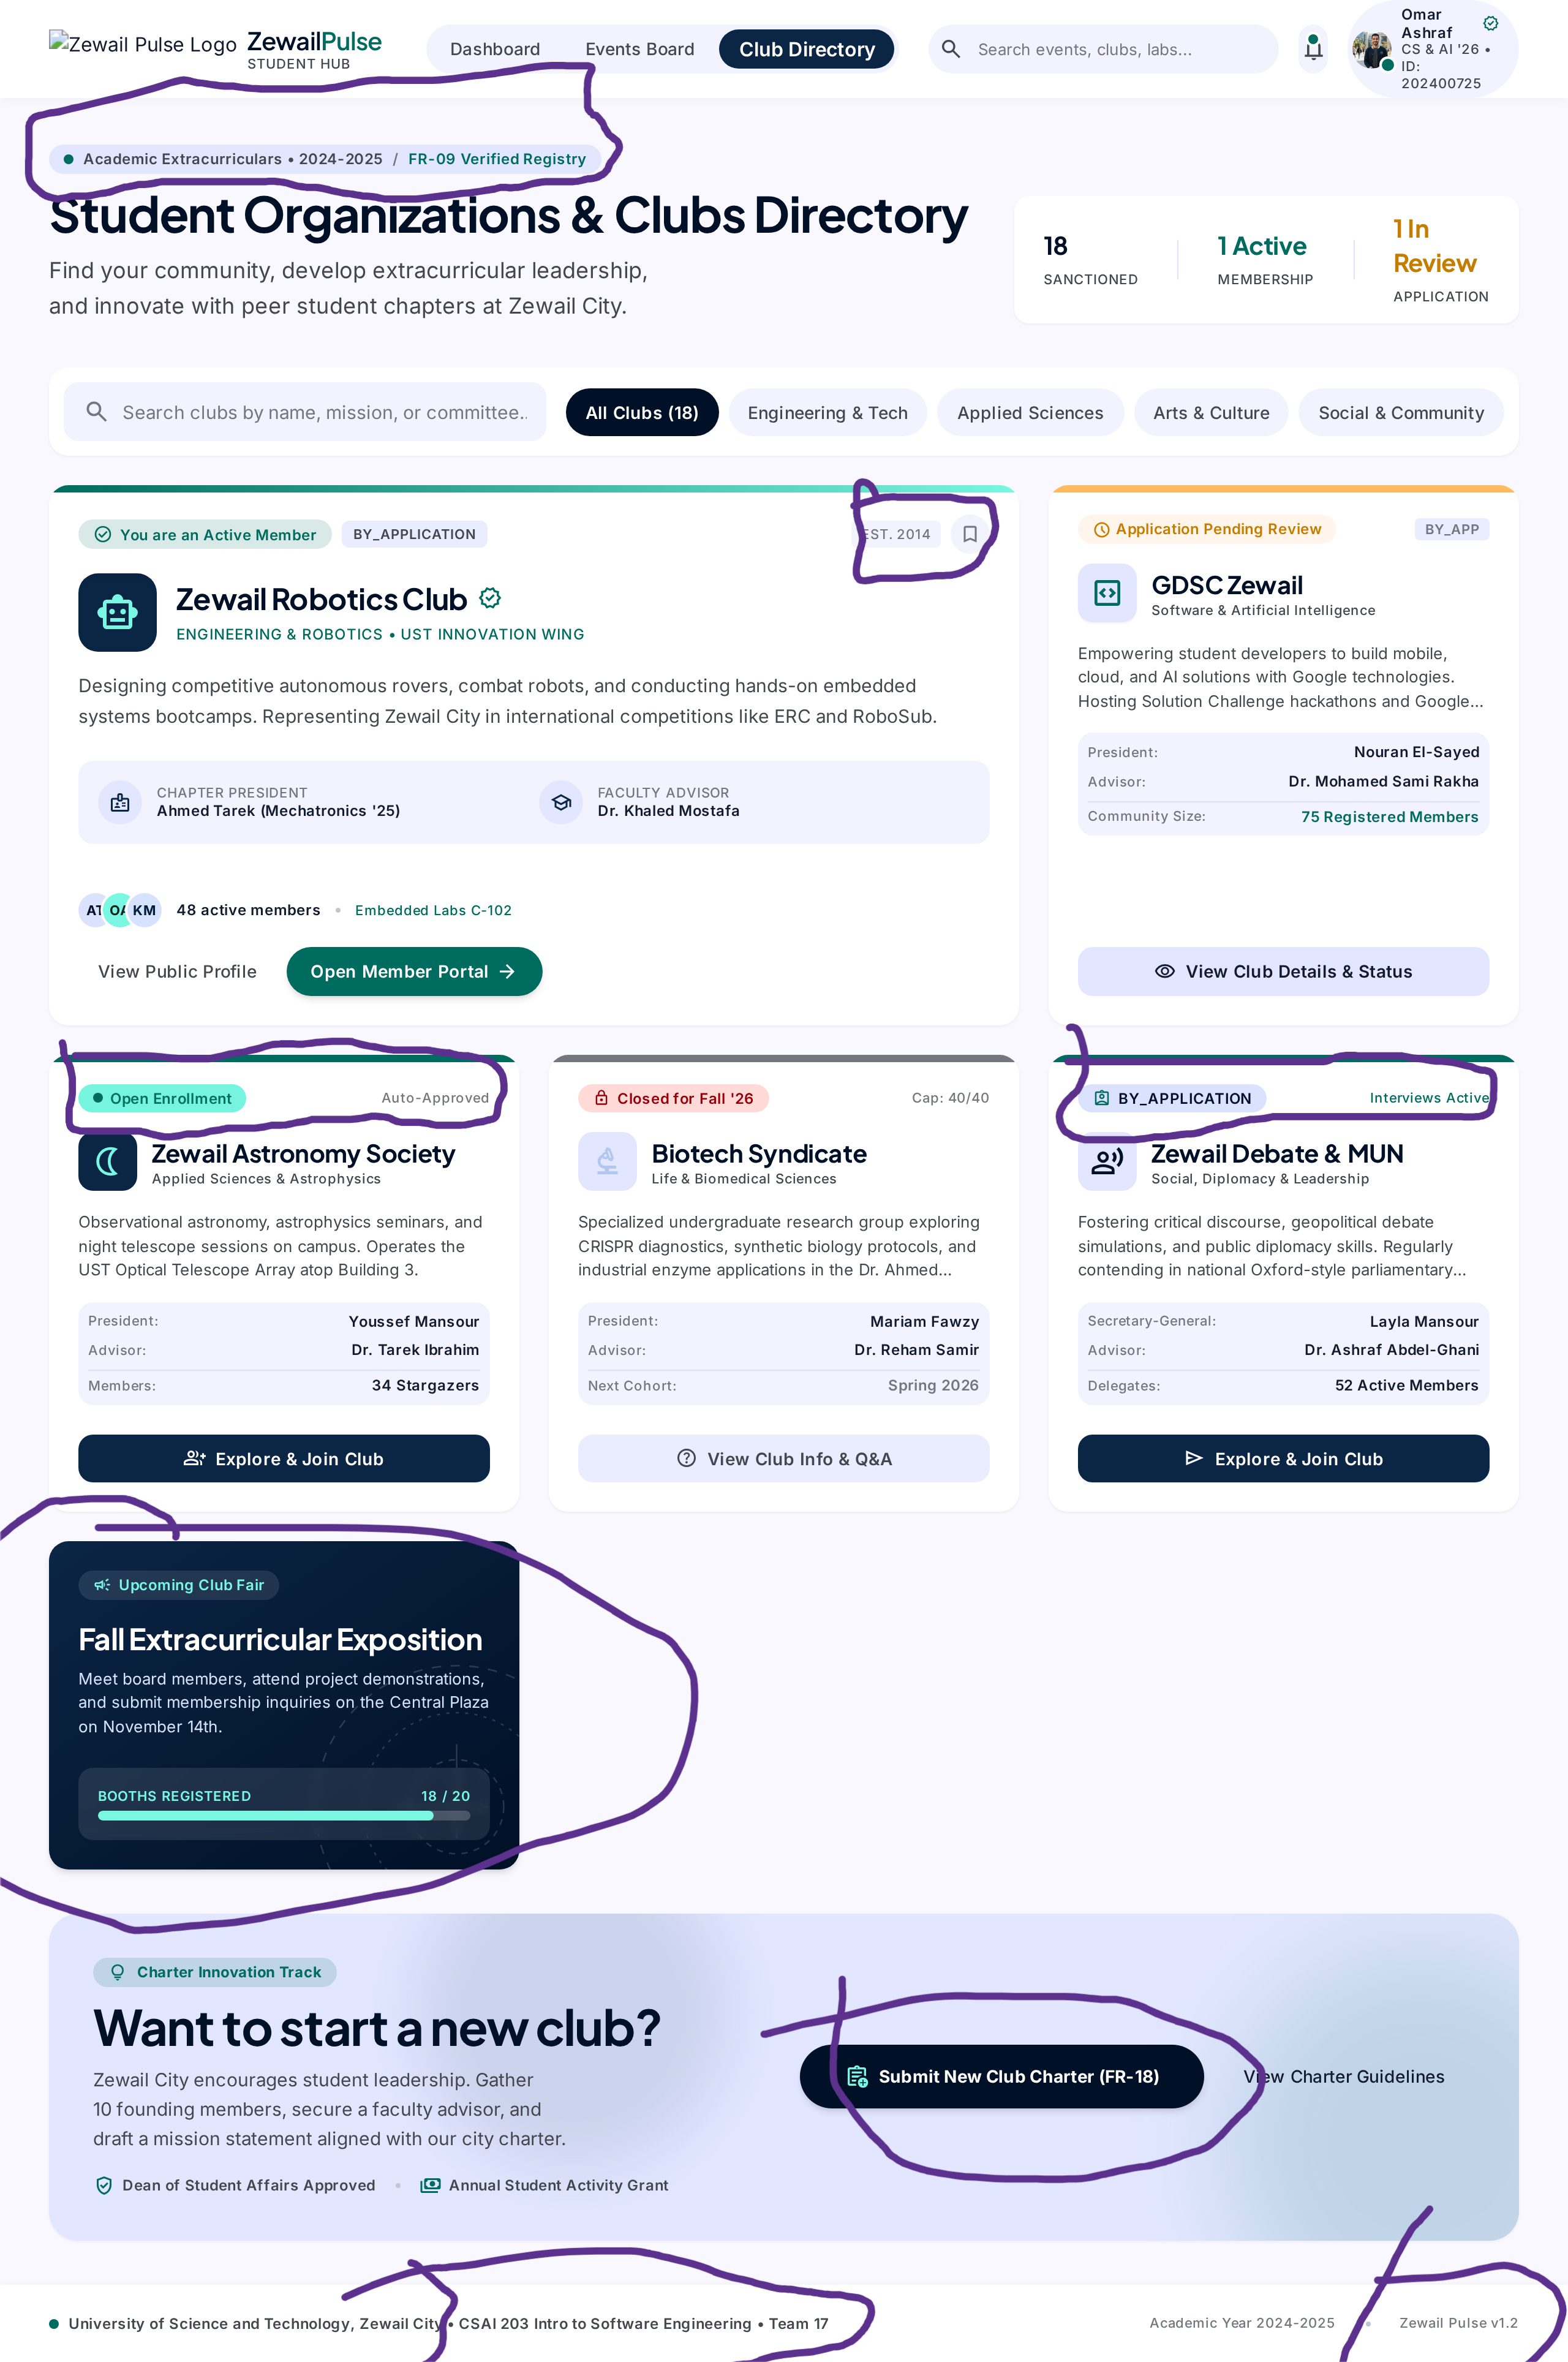 Zewail Pulse Logo
ZewailPulse
STUDENT HUB
Dashboard
Events Board
Club Directory
Search events, clubs, labs...
Omar
Ashraf
CS & AI '26 •
ID:
202400725
Academic Extracurriculars • 2024-2025 / FR-09 Verified Registry
Student Organizations & Clubs Directory
Find your community, develop extracurricular leadership,
and innovate with peer student chapters at Zewail City.
18
SANCTIONED
1 Active
MEMBERSHIP
1 In
Review
APPLICATION
Search clubs by name, mission, or committee..
All Clubs (18)
Engineering & Tech
Applied Sciences
Arts & Culture
Social & Community
You are an Active Member
BY_APPLICATION
EST. 2014
Zewail Robotics Club
ENGINEERING & ROBOTICS • UST INNOVATION WING
Designing competitive autonomous rovers, combat robots, and conducting hands-on embedded
systems bootcamps. Representing Zewail City in international competitions like ERC and RoboSub.
CHAPTER PRESIDENT
Ahmed Tarek (Mechatronics '25)
FACULTY ADVISOR
Dr. Khaled Mostafa
AT OA KM 48 active members • Embedded Labs C-102
View Public Profile
Open Member Portal
Application Pending Review
BY_APP
GDSC Zewail
Software & Artificial Intelligence
Empowering student developers to build mobile,
cloud, and AI solutions with Google technologies.
Hosting Solution Challenge hackathons and Google...
President: Nouran El-Sayed
Advisor: Dr. Mohamed Sami Rakha
Community Size: 75 Registered Members
View Club Details & Status
Open Enrollment
Auto-Approved
Zewail Astronomy Society
Applied Sciences & Astrophysics
Observational astronomy, astrophysics seminars, and
night telescope sessions on campus. Operates the
UST Optical Telescope Array atop Building 3.
President: Youssef Mansour
Advisor: Dr. Tarek Ibrahim
Members: 34 Stargazers
Explore & Join Club
Closed for Fall '26
Cap: 40/40
Biotech Syndicate
Life & Biomedical Sciences
Specialized undergraduate research group exploring
CRISPR diagnostics, synthetic biology protocols, and
industrial enzyme applications in the Dr. Ahmed...
President: Mariam Fawzy
Advisor: Dr. Reham Samir
Next Cohort: Spring 2026
View Club Info & Q&A
BY_APPLICATION
Interviews Active
Zewail Debate & MUN
Social, Diplomacy & Leadership
Fostering critical discourse, geopolitical debate
simulations, and public diplomacy skills. Regularly
contending in national Oxford-style parliamentary...
Secretary-General: Layla Mansour
Advisor: Dr. Ashraf Abdel-Ghani
Delegates: 52 Active Members
Explore & Join Club
Upcoming Club Fair
Fall Extracurricular Exposition
Meet board members, attend project demonstrations,
and submit membership inquiries on the Central Plaza
on November 14th.
BOOTHS REGISTERED 18 / 20
Charter Innovation Track
Want to start a new club?
Zewail City encourages student leadership. Gather
10 founding members, secure a faculty advisor, and
draft a mission statement aligned with our city charter.
Dean of Student Affairs Approved • Annual Student Activity Grant
Submit New Club Charter (FR-18)
View Charter Guidelines
University of Science and Technology, Zewail City • CSAI 203 Intro to Software Engineering • Team 17
Academic Year 2024-2025 • Zewail Pulse v1.2